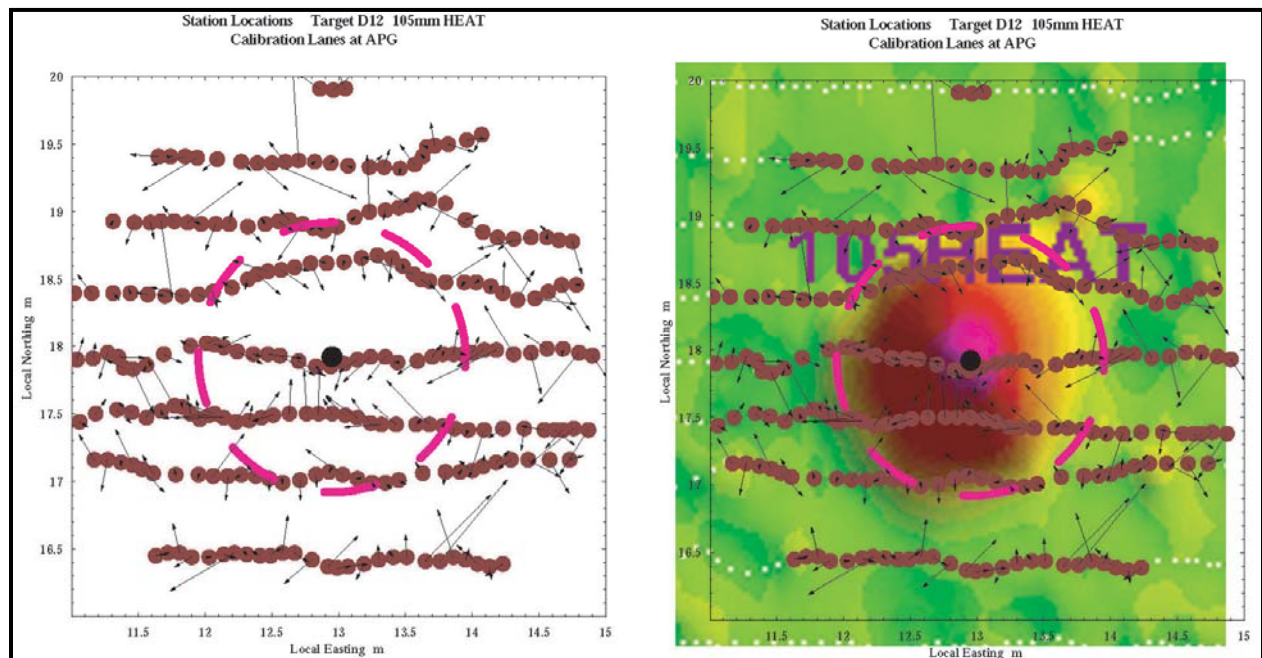 Station Locations Target D12 105mm HEAT
Calibration Lanes at APG
20
19.5
19
18.5
18
17.5
17
16.5
11.5 12 12.5 13 13.5 14 14.5 15
Local Northing m
Local Easting m
Station Locations Target D12 105mm HEAT
Calibration Lanes at APG
20
19.5
19
105HEAT
18.5
18
17.5
17
16.5
11.5 12 12.5 13 13.5 14 14.5 15
Local Northing m
Local Easting m